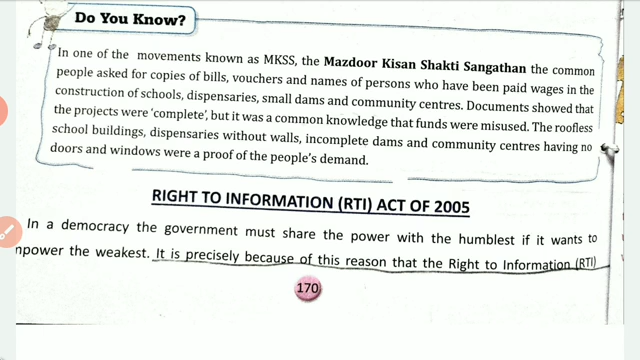 Do You Know?
In one of the movements known as MKSS, the Mazdoor Kisan Shakti Sangathan the common
people asked for copies of bills, vouchers and names of persons who have been paid wages in the
construction of schools, dispensaries, small dams and community centres. Documents showed that
the projects were ‘complete’, but it was a common knowledge that funds were misused. The roofless
school buildings, dispensaries without walls, incomplete dams and community centres having no
doors and windows were a proof of the people’s demand.
RIGHT TO INFORMATION (RTI) ACT OF 2005
In a democracy the government must share the power with the humblest if it wants to
npower the weakest. It is precisely because of this reason that the Right to Information (RTI)
170